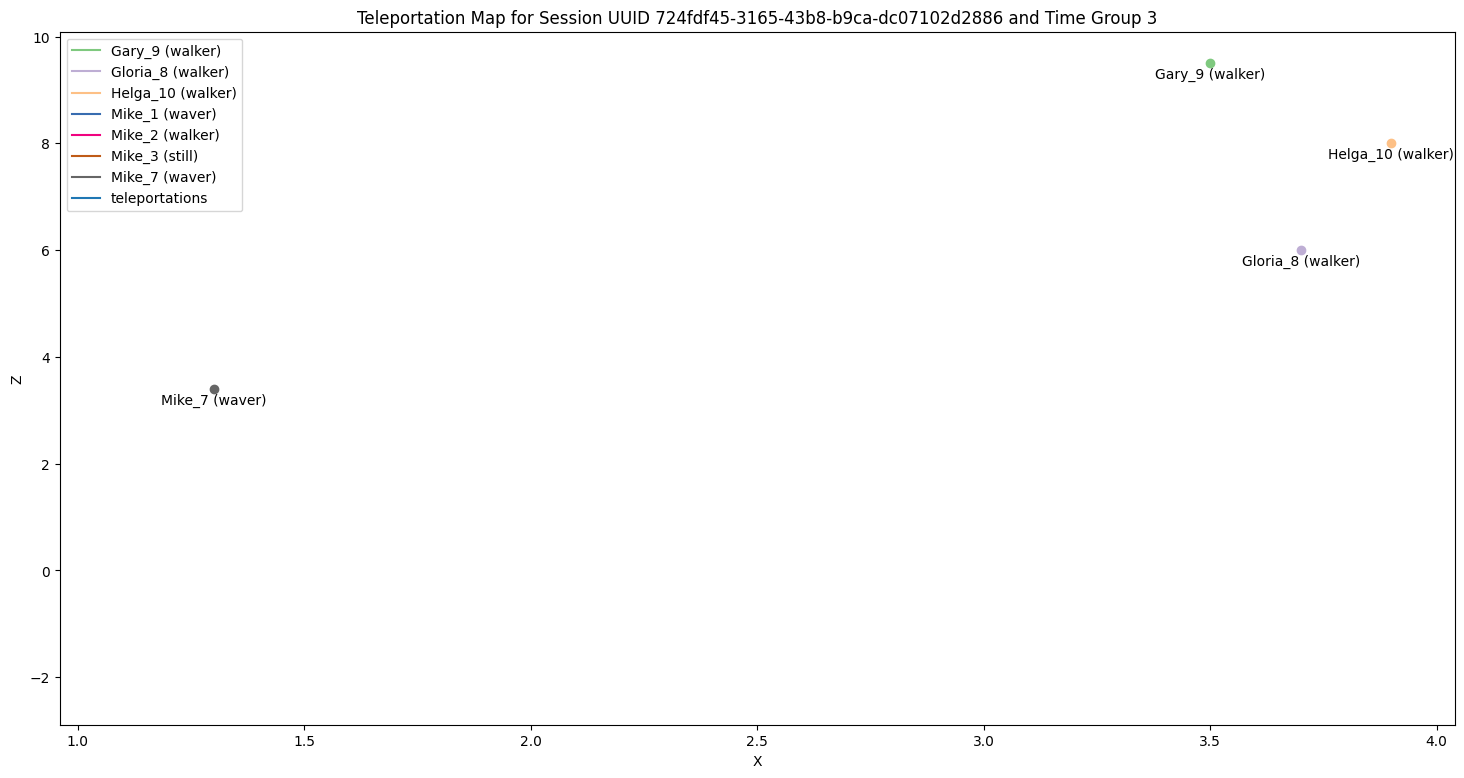 Teleportation Map for Session UUID 724fdf45-3165-43b8-b9ca-dc07102d2886 and Time Group 3
10
8
6
4
2
0
−2
Z
Gary_9 (walker)
Gloria_8 (walker)
Helga_10 (walker)
Mike_1 (waver)
Mike_2 (walker)
Mike_3 (still)
Mike_7 (waver)
teleportations
Gary_9 (walker)
Helga_10 (walker)
Gloria_8 (walker)
Mike_7 (waver)
1.0 1.5 2.0 2.5 3.0 3.5 4.0
X